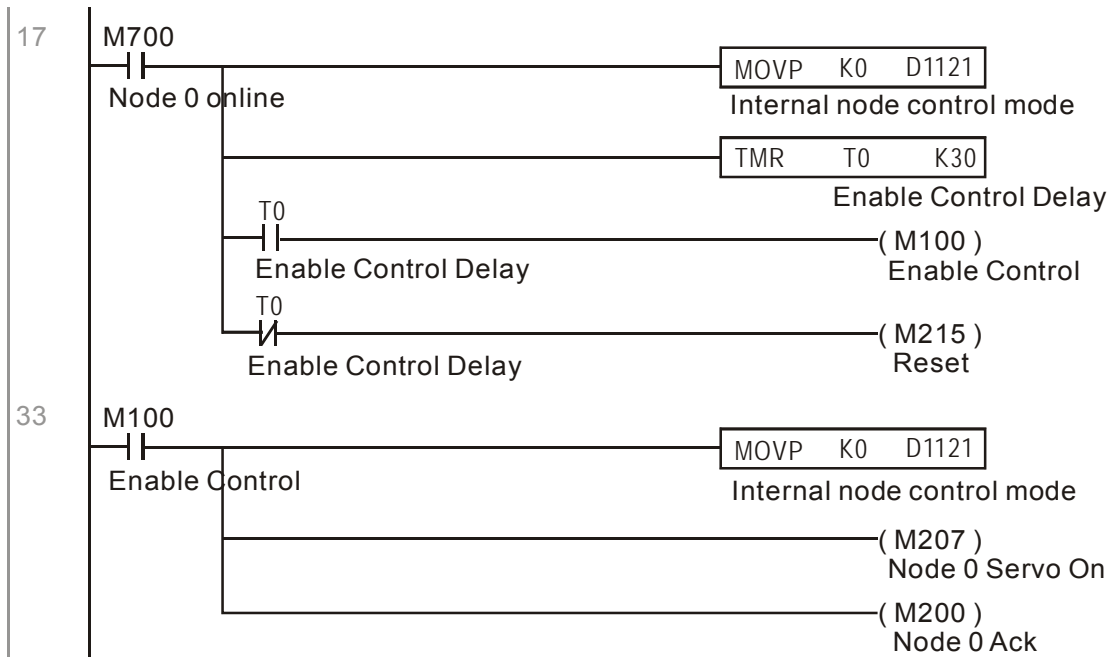 17
M700
MOVP K0 D1121
Node 0 online
Internal node control mode
TMR T0 K30
Enable Control Delay
T0
( M100 )
Enable Control Delay
Enable Control
T0
( M215 )
Enable Control Delay
Reset
33
M100
MOVP K0 D1121
Enable Control
Internal node control mode
( M207 )
Node 0 Servo On
( M200 )
Node 0 Ack